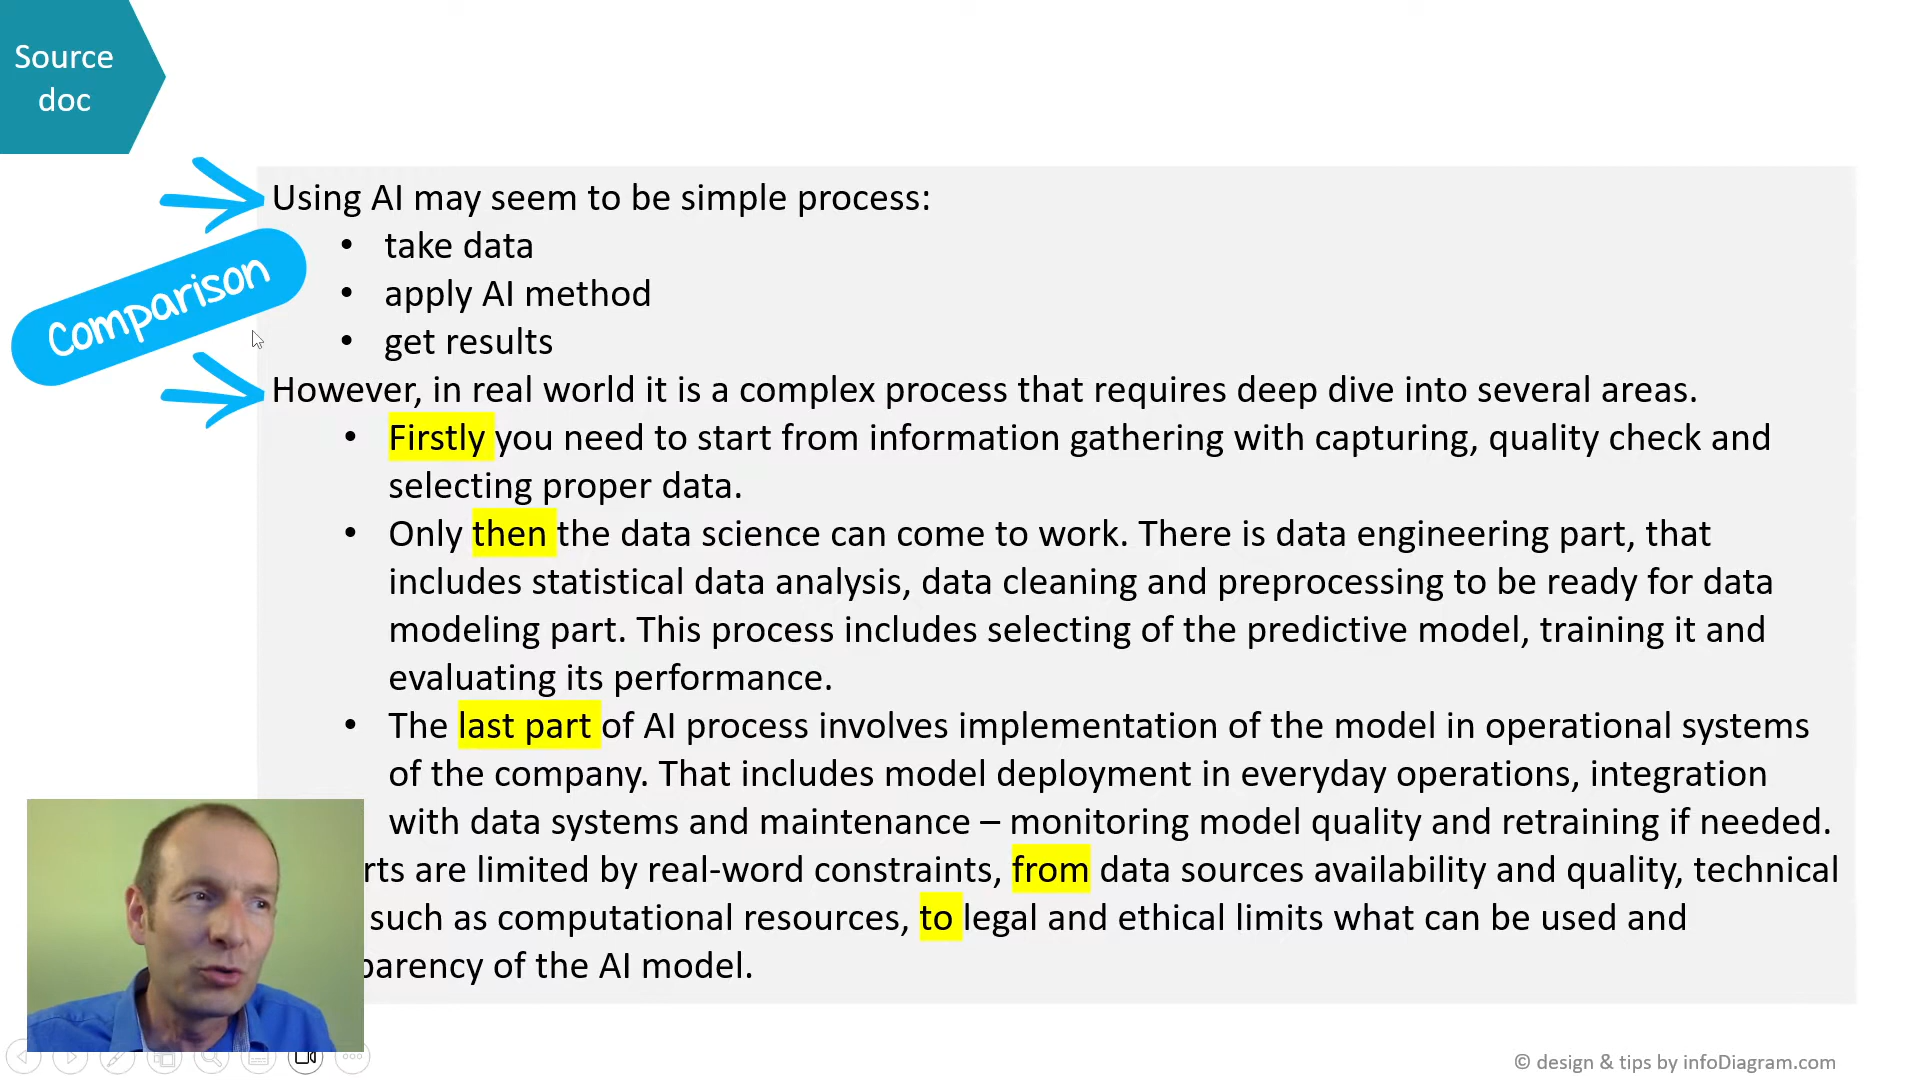 Source
doc
Using AI may seem to be simple process:
• take data
Comparison
• apply AI method
• get results
However, in real world it is a complex process that requires deep dive into several areas.
• Firstly you need to start from information gathering with capturing, quality check and
selecting proper data.
• Only then the data science can come to work. There is data engineering part, that
includes statistical data analysis, data cleaning and preprocessing to be ready for data
modeling part. This process includes selecting of the predictive model, training it and
evaluating its performance.
• The last part of AI process involves implementation of the model in operational systems
of the company. That includes model deployment in everyday operations, integration
with data systems and maintenance – monitoring model quality and retraining if needed.
are limited by real-word constraints, from data sources availability and quality, technical
such as computational resources, to legal and ethical limits what can be used and
of the AI model.
© design & tips by infoDiagram.com